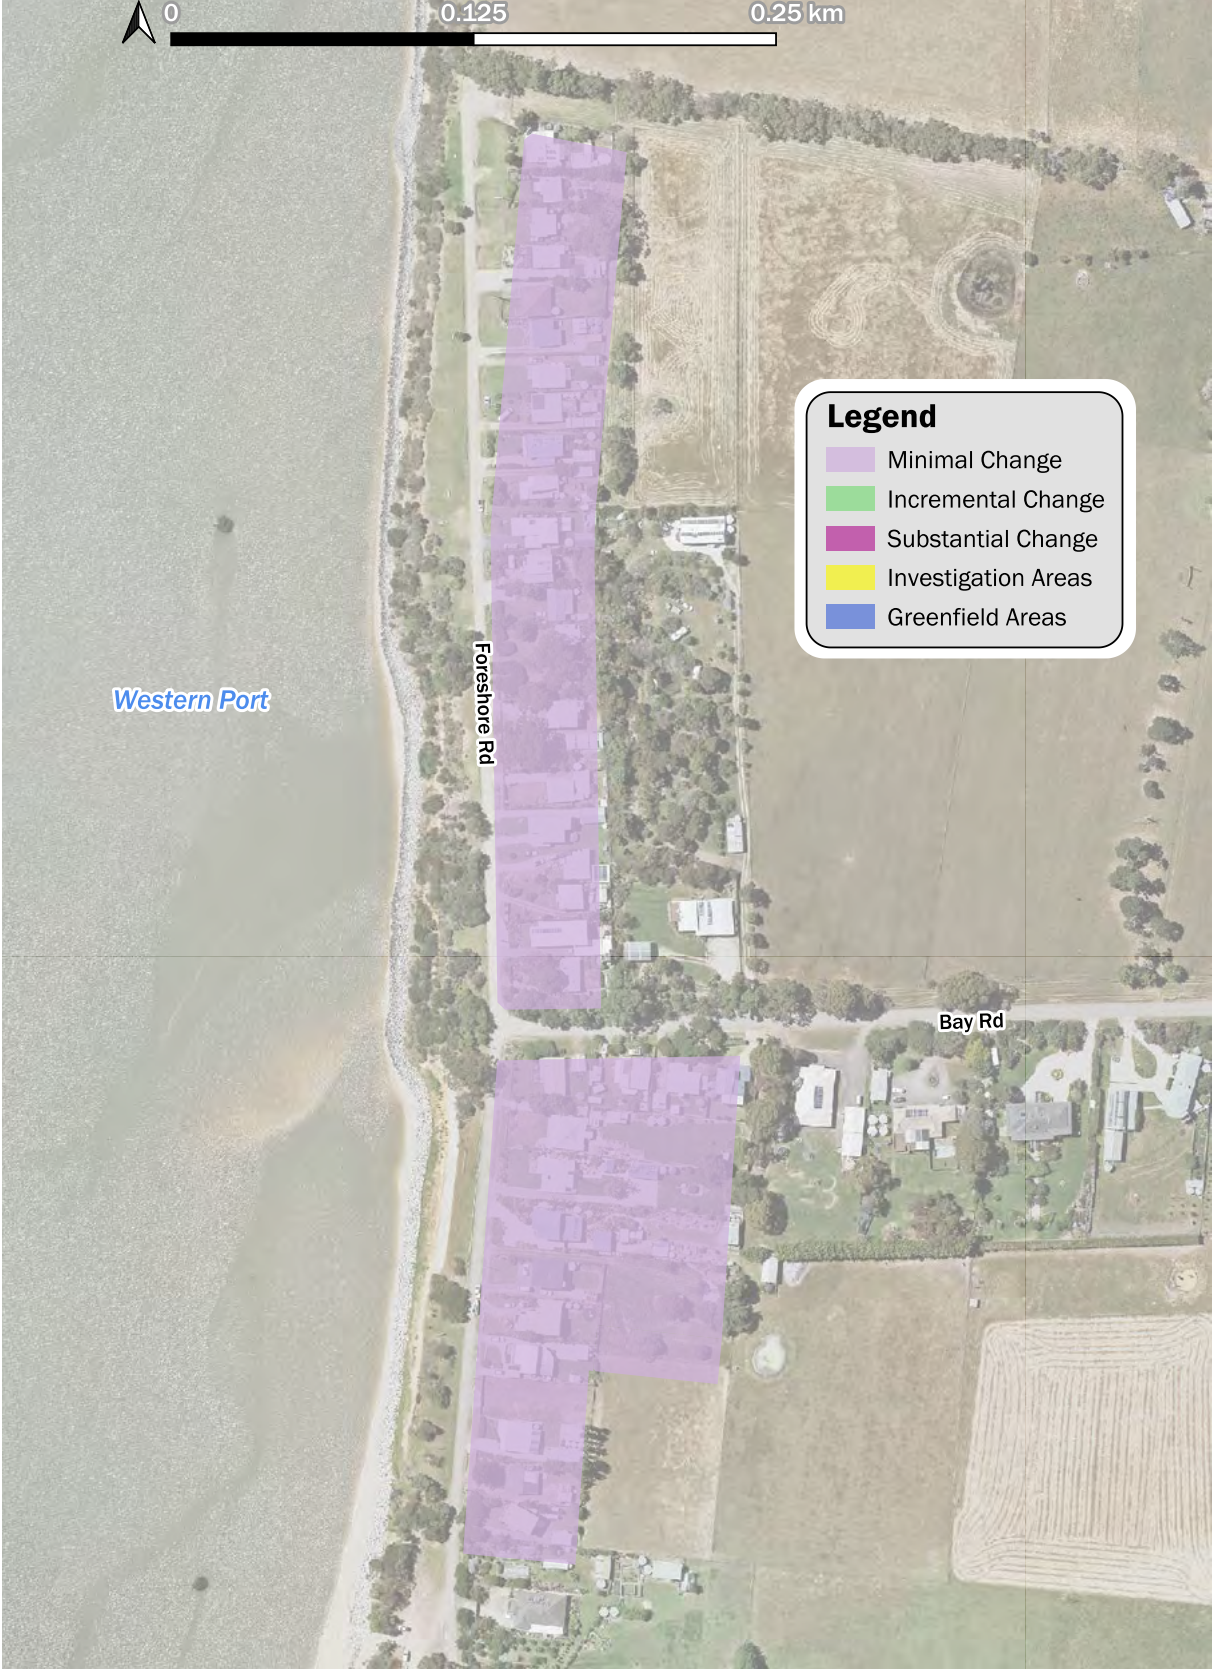 0 0.125 0.25 km
Legend
Minimal Change
Incremental Change
Substantial Change
Investigation Areas
Greenfield Areas
Foreshore Rd
Western Port
Bay Rd